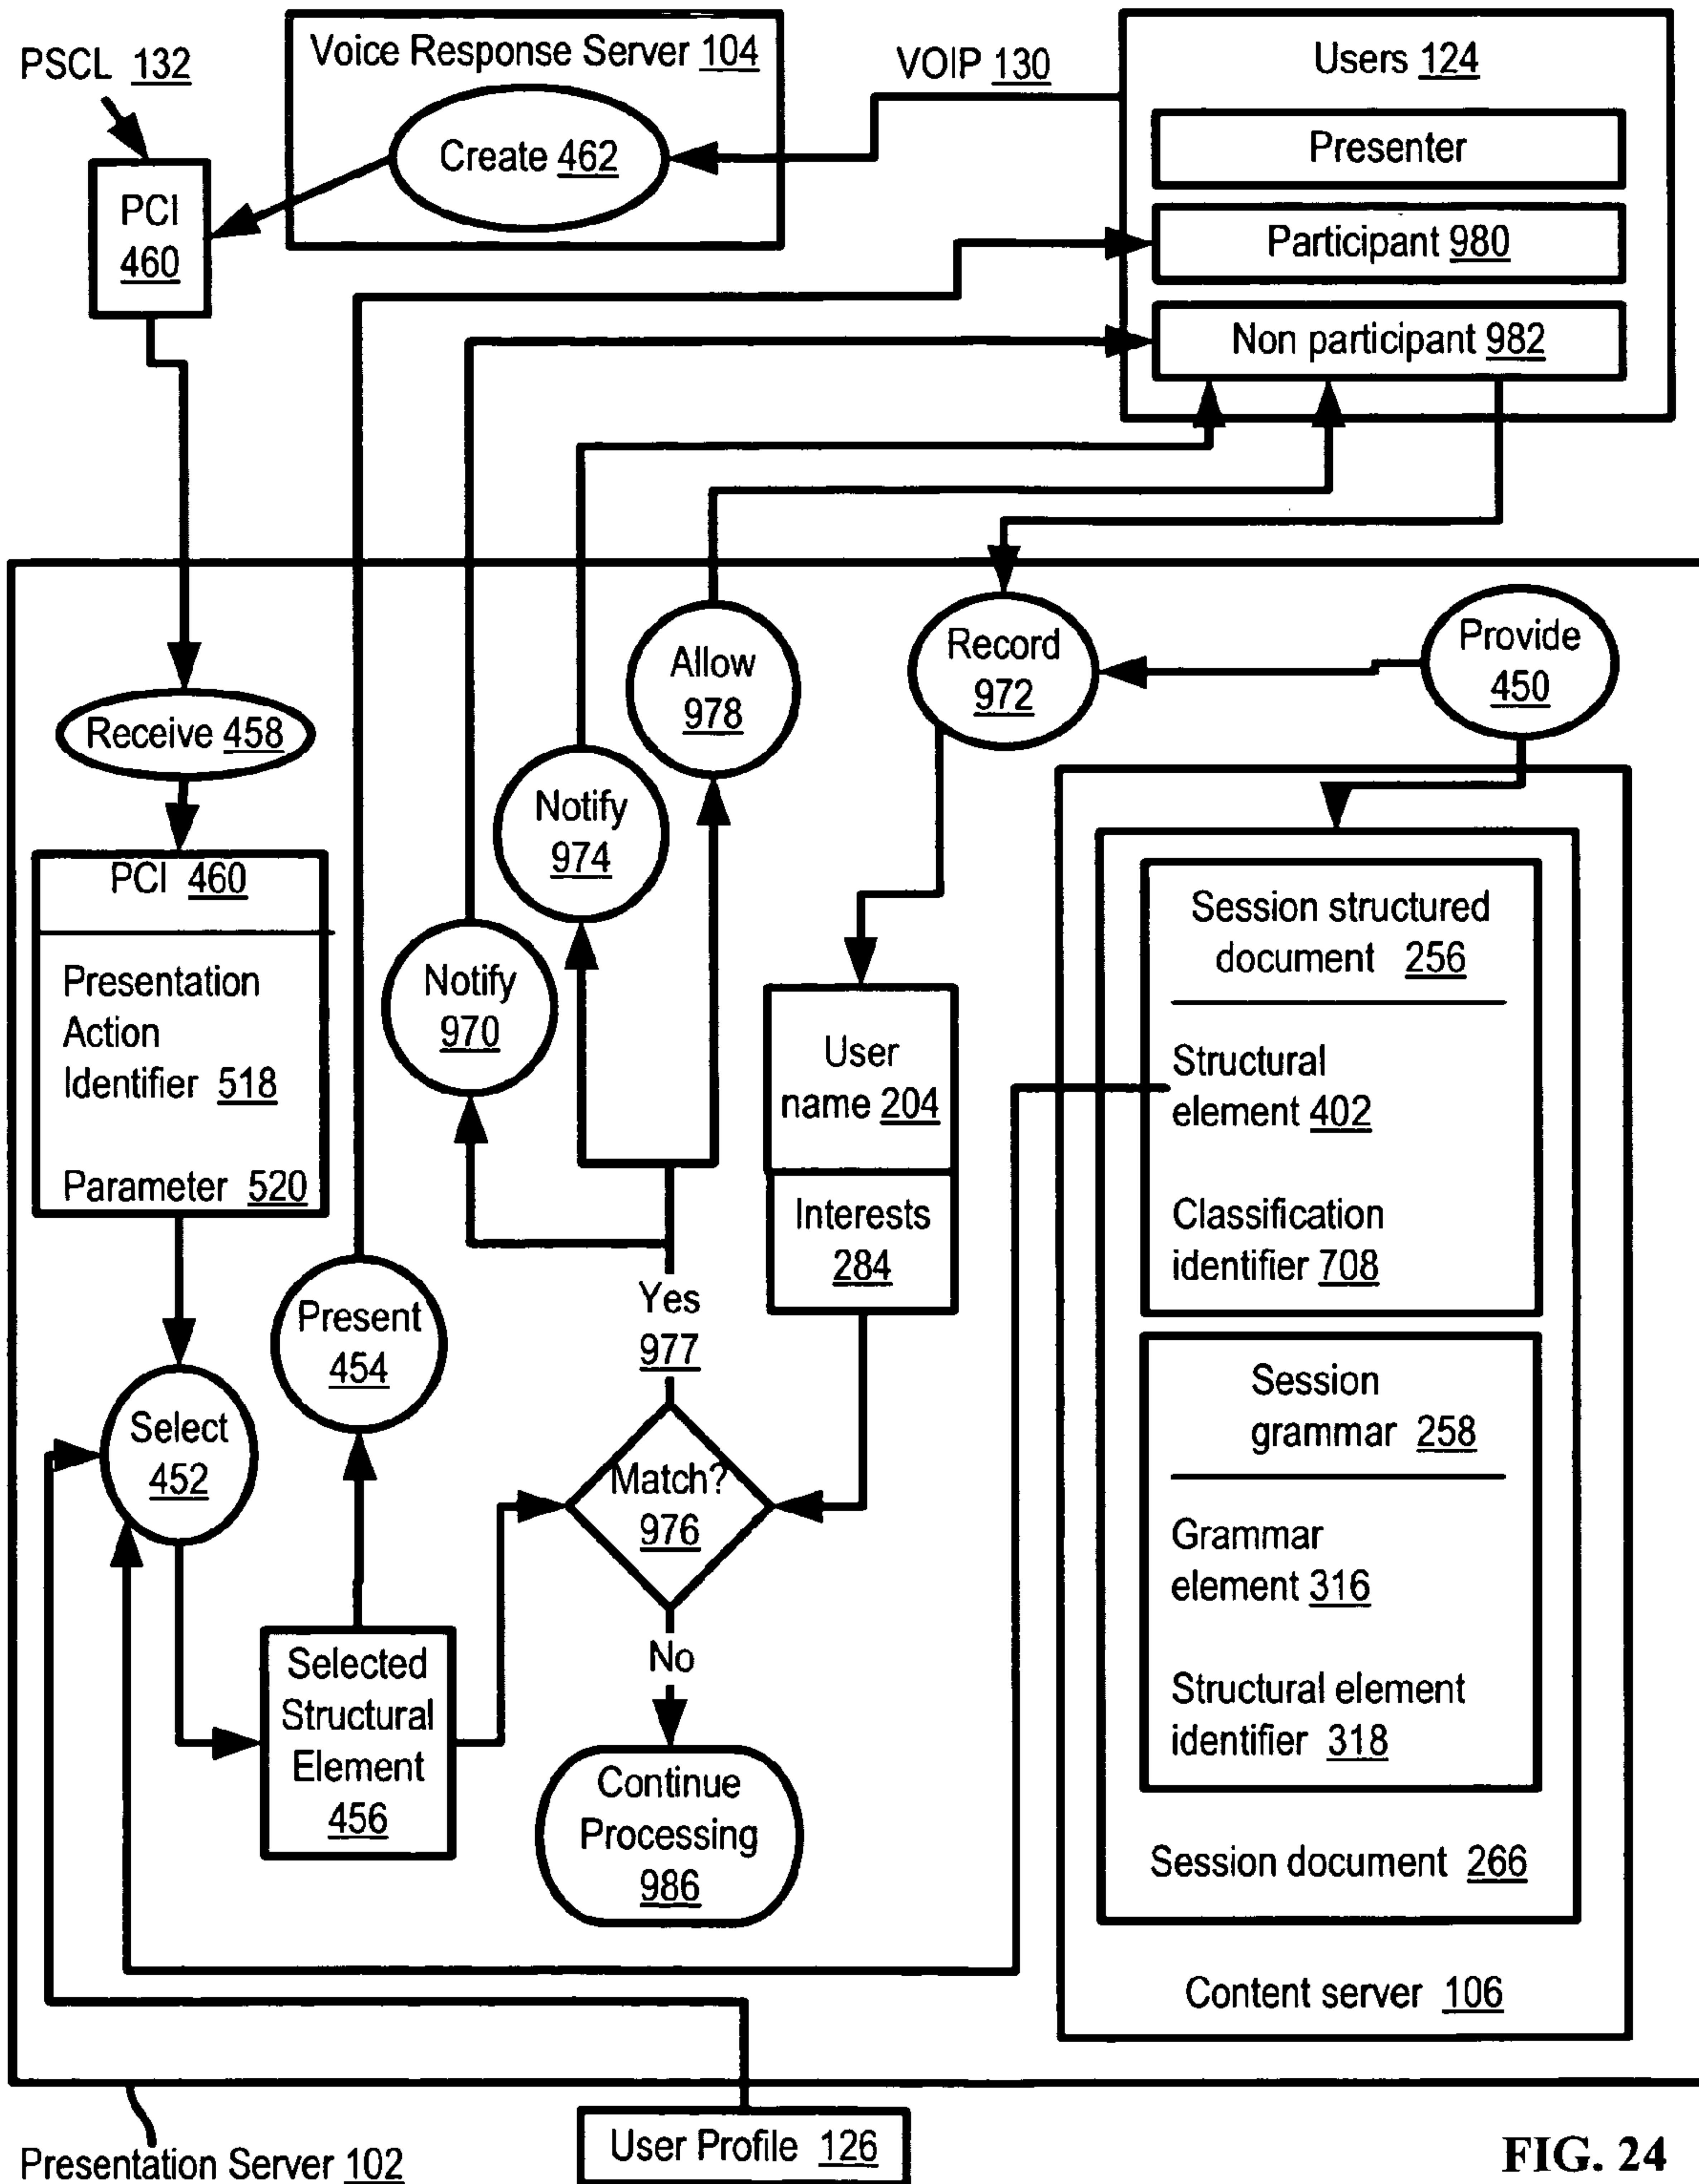 PSCL 132
Voice Response Server 104
Create 462
VOIP 130
Users 124
Presenter
Participant 980
Non participant 982
PCI
460
Receive 458
PCI 460
Presentation
Action
Identifier 518
Parameter 520
Select
452
Present
454
Selected
Structural
Element
456
Notify
970
Notify
974
Allow
978
Record
972
Provide
450
User
name 204
Interests
284
Yes
977
Match?
976
No
Continue
Processing
986
Session structured
document 256
Structural
element 402
Classification
identifier 708
Session
grammar 258
Grammar
element 316
Structural element
identifier 318
Session document 266
Content server 106
Presentation Server 102
User Profile 126
FIG. 24